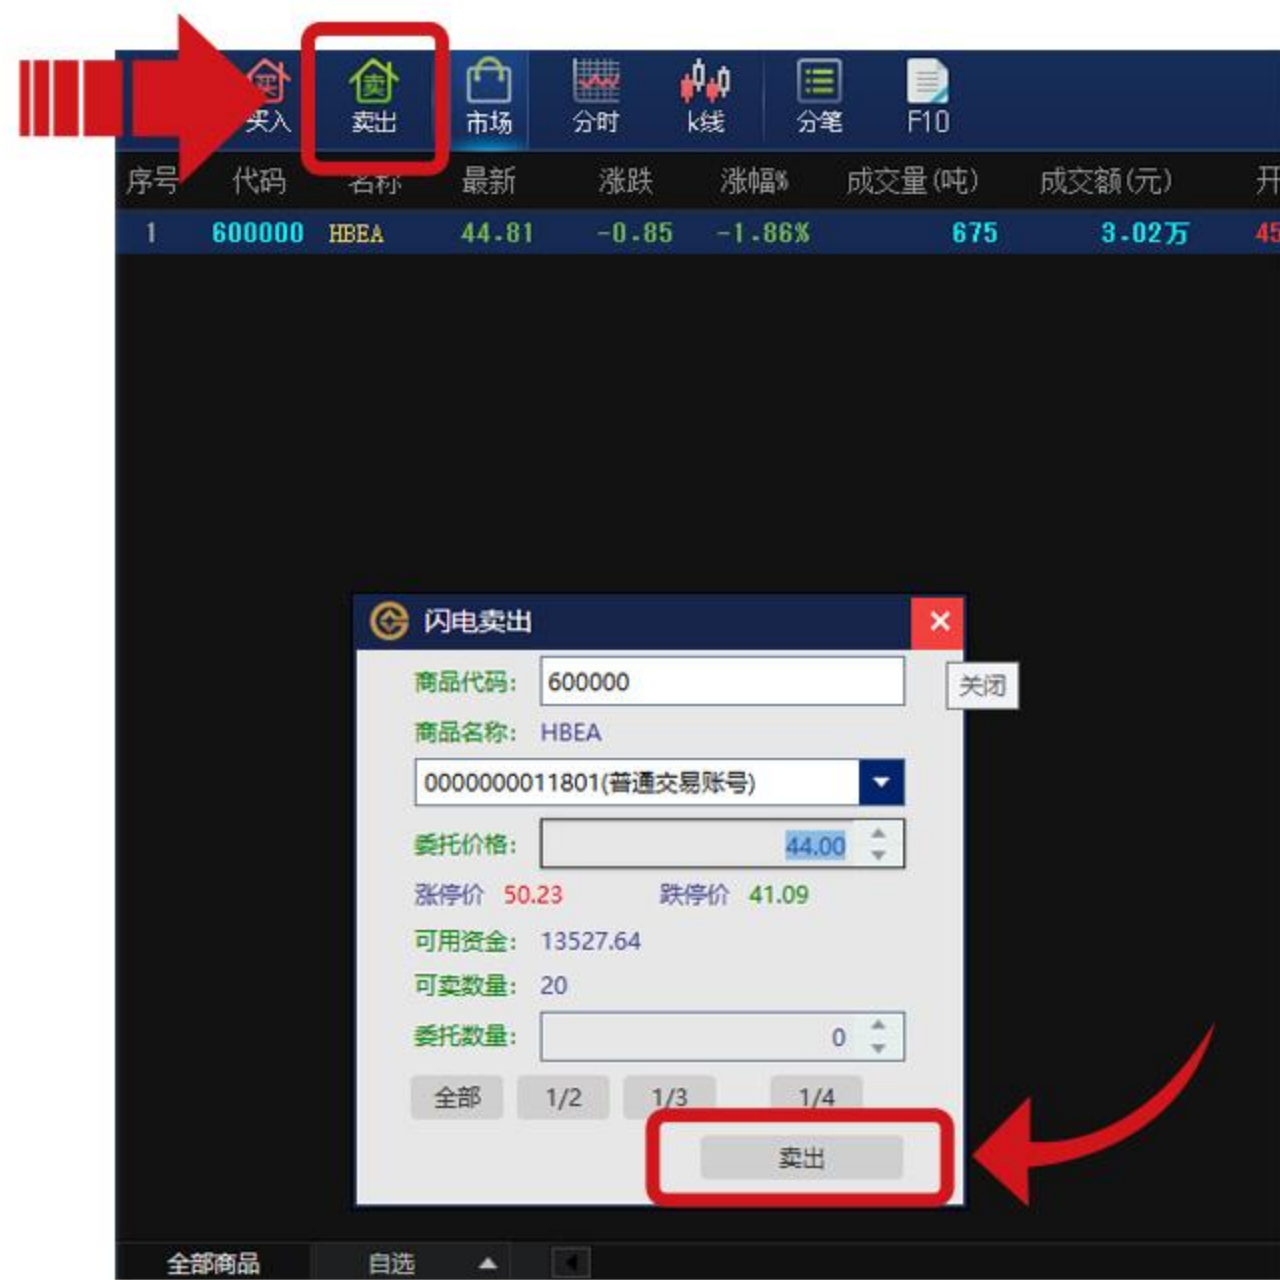 买入 卖出 市场 分时 k线 分笔 F10
序号 代码 名称 最新 涨跌 涨幅% 成交量(吨) 成交额(元) 开
1 600000 HBEA 44.81 -0.85 -1.86% 675 3.02万 45
闪电卖出
商品代码: 600000
关闭
商品名称: HBEA
0000000011801(普通交易账号)
委托价格: 44.00
涨停价 50.23 跌停价 41.09
可用资金: 13527.64
可卖数量: 20
委托数量: 0
全部 1/2 1/3 1/4
卖出
全部商品 自选